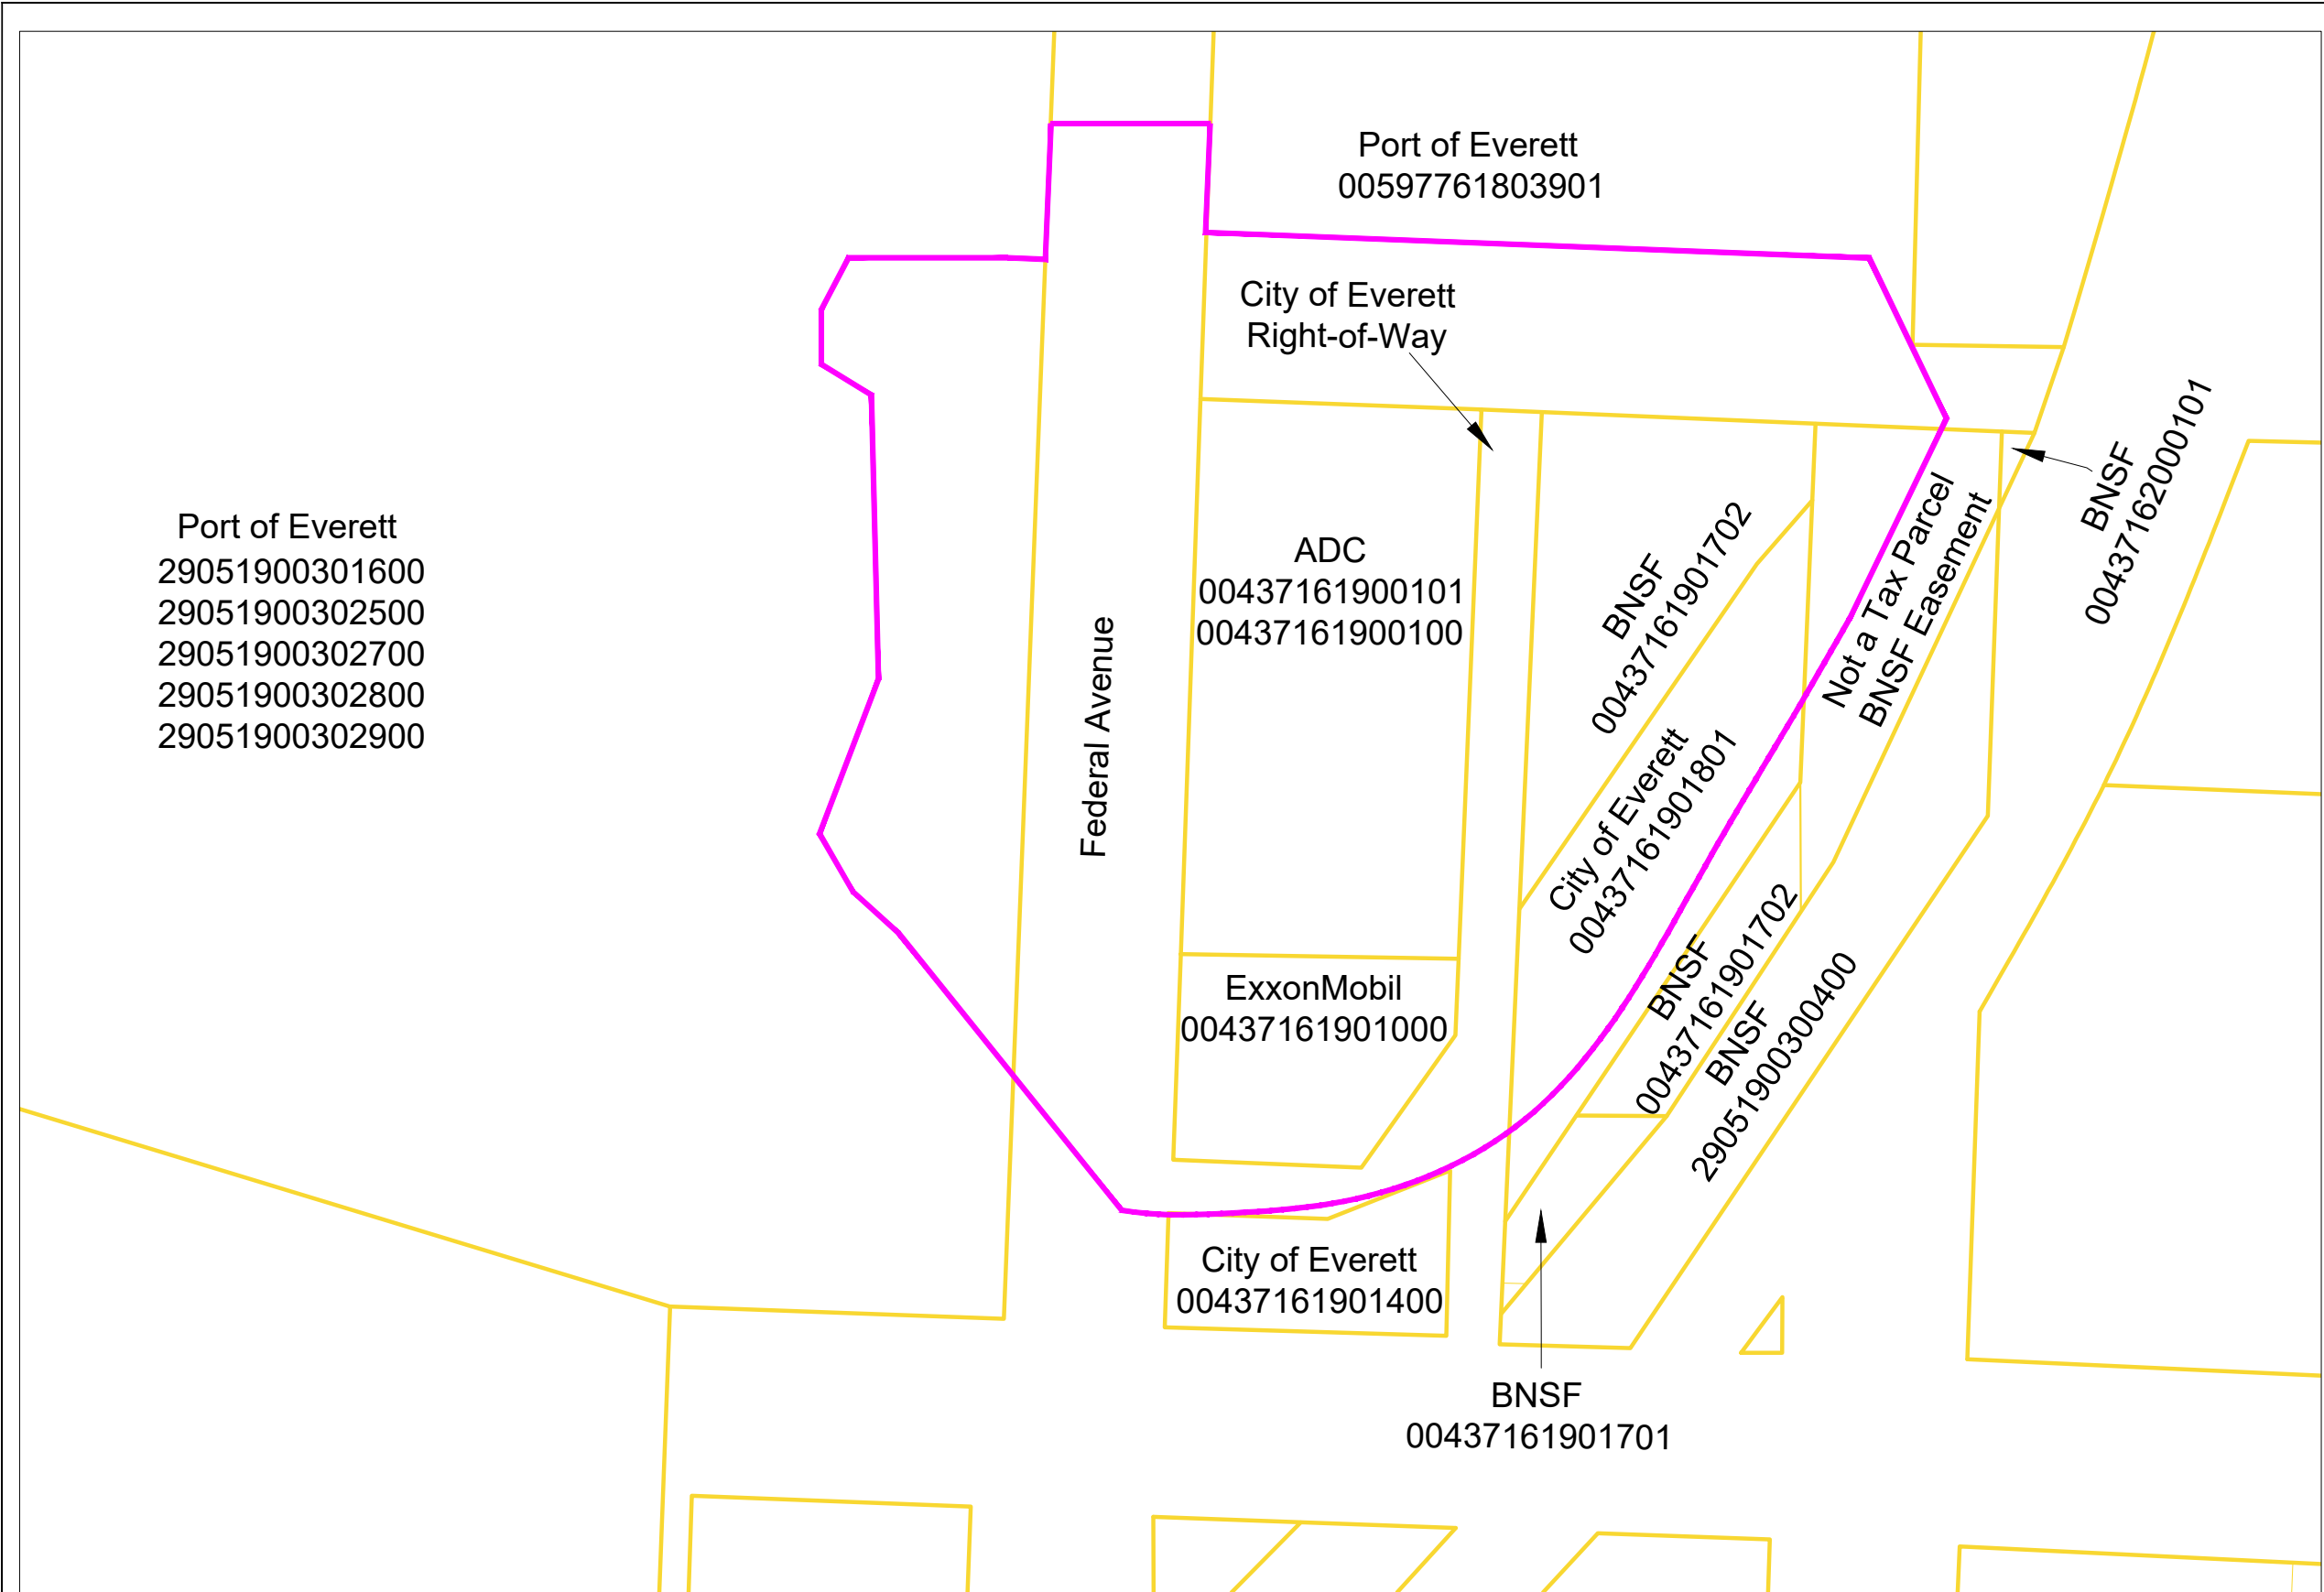 Port of Everett
00597761803901
City of Everett
Right-of-Way
Port of Everett
29051900301600
29051900302500
29051900302700
29051900302800
29051900302900
Federal Avenue
ADC
00437161900101
00437161900100
BNSF
00437161901702
City of Everett
00437161901801
Not a Tax Parcel
BNSF Easement
BNSF
00437162000101
ExxonMobil
00437161901000
BNSF
00437161901702
BNSF
29051900300400
City of Everett
00437161901400
BNSF
00437161901701